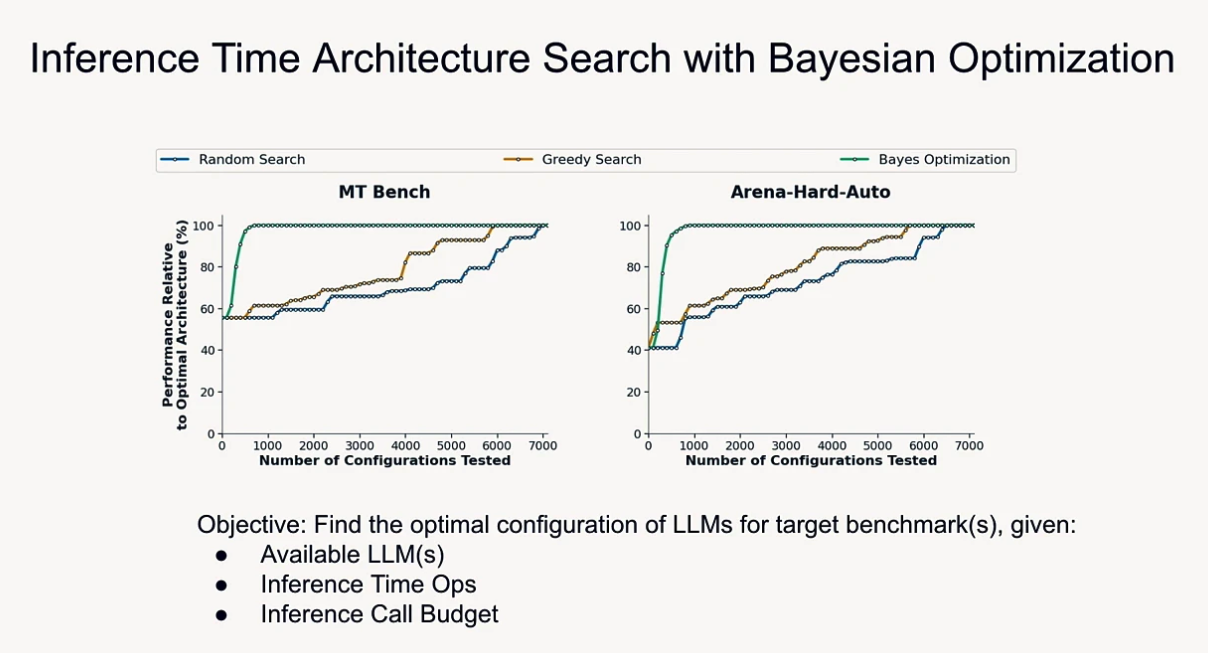 Inference Time Architecture Search with Bayesian Optimization
Random Search
Greedy Search
Bayes Optimization
MT Bench
Performance Relative
to Optimal Architecture (%)
100
80
60
40
20
0
0 1000 2000 3000 4000 5000 6000 7000
Number of Configurations Tested
Arena-Hard-Auto
100
80
60
40
20
0
0 1000 2000 3000 4000 5000 6000 7000
Number of Configurations Tested
Objective: Find the optimal configuration of LLMs for target benchmark(s), given:
● Available LLM(s)
● Inference Time Ops
● Inference Call Budget